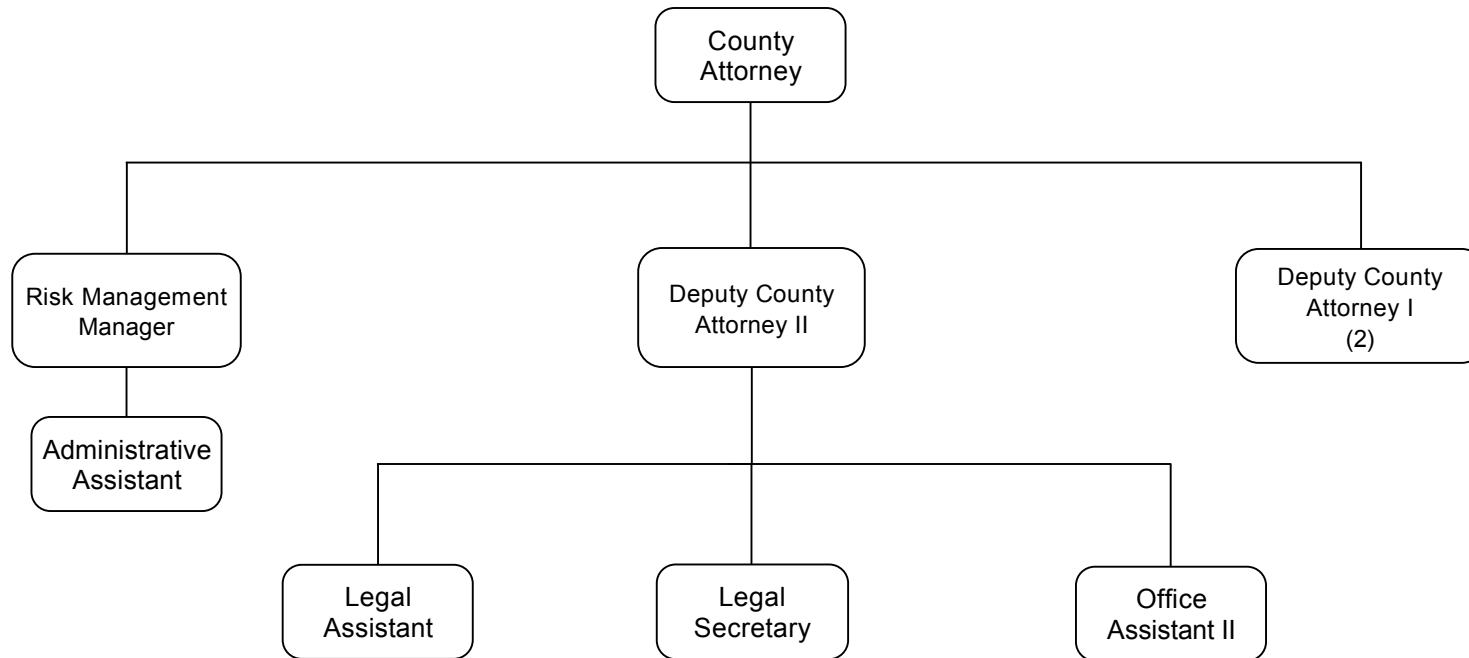 County
Attorney
Risk Management
Manager
Deputy County
Attorney II
Deputy County
Attorney I
(2)
Administrative
Assistant
Legal
Assistant
Legal
Secretary
Office
Assistant II